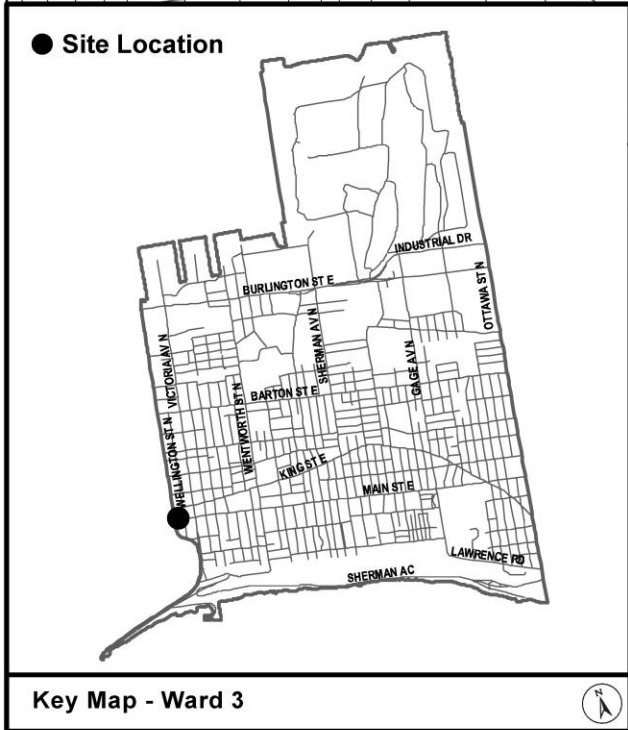 Site Location
INDUSTRIAL DR
BURLINGTON ST E
OTTAWA ST N
SHERMAN AV N
VICTORIA AV N
GAGE AV N
BARTON ST E
WENTWORTH ST N
WELLINGTON ST N
KING ST E
MAIN ST E
LAWRENCE RD
SHERMAN AC
Key Map - Ward 3
N